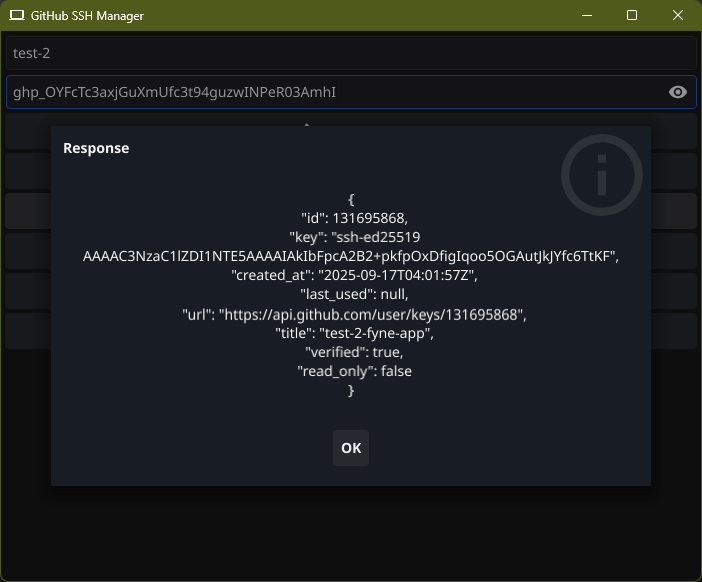 GitHub SSH Manager
test-2
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
Response
{
"id": 131695868,
"key": "ssh-ed25519
AAAAC3NzaC1lZDI1NTE5AAAAIAkIbFpcA2B2+pkfpOxDfigIqoo5OGAutJkJYfc6TtKF",
"created_at": "2025-09-17T04:01:57Z",
"last_used": null,
"url": "https://api.github.com/user/keys/131695868",
"title": "test-2-fyne-app",
"verified": true,
"read_only": false
}
OK